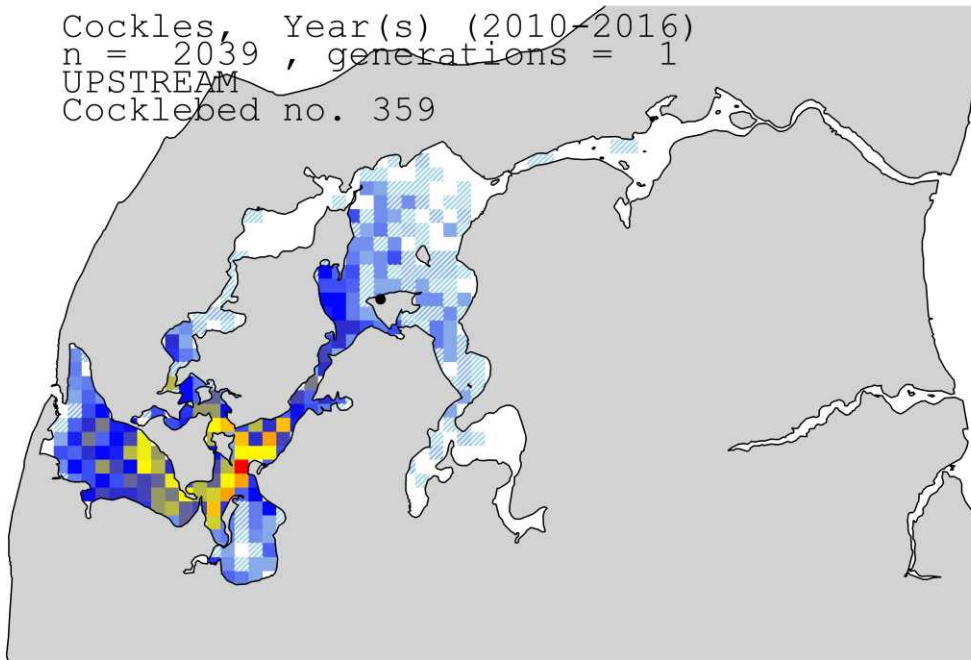 Cockles, Year(s) (2010-2016)
n = 2039 , generations = 1
UPSTREAM
Cocklebed no. 359